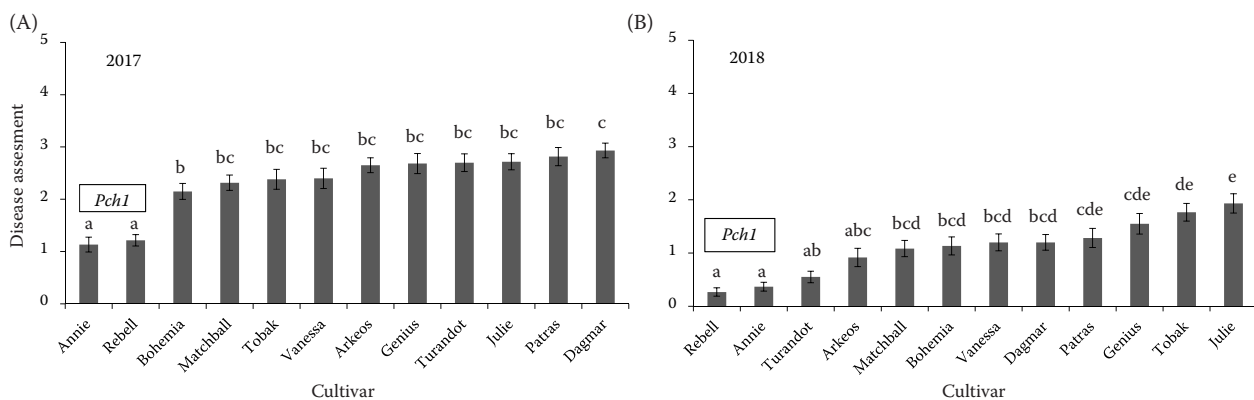 (A)
2017
Disease assesment
5
4
3
2
1
0
Pch1
a a b bc bc bc bc bc bc bc bc c
Annie Rebell Bohemia Matchball Tobak Vanessa Arkeos Genius Turandot Julie Patras Dagmar
Cultivar
(B)
2018
5
4
3
2
1
0
Pch1
a a ab abc bcd bcd bcd bcd cde cde de e
Rebell Annie Turandot Arkeos Matchball Bohemia Vanessa Dagmar Patras Genius Tobak Julie
Cultivar